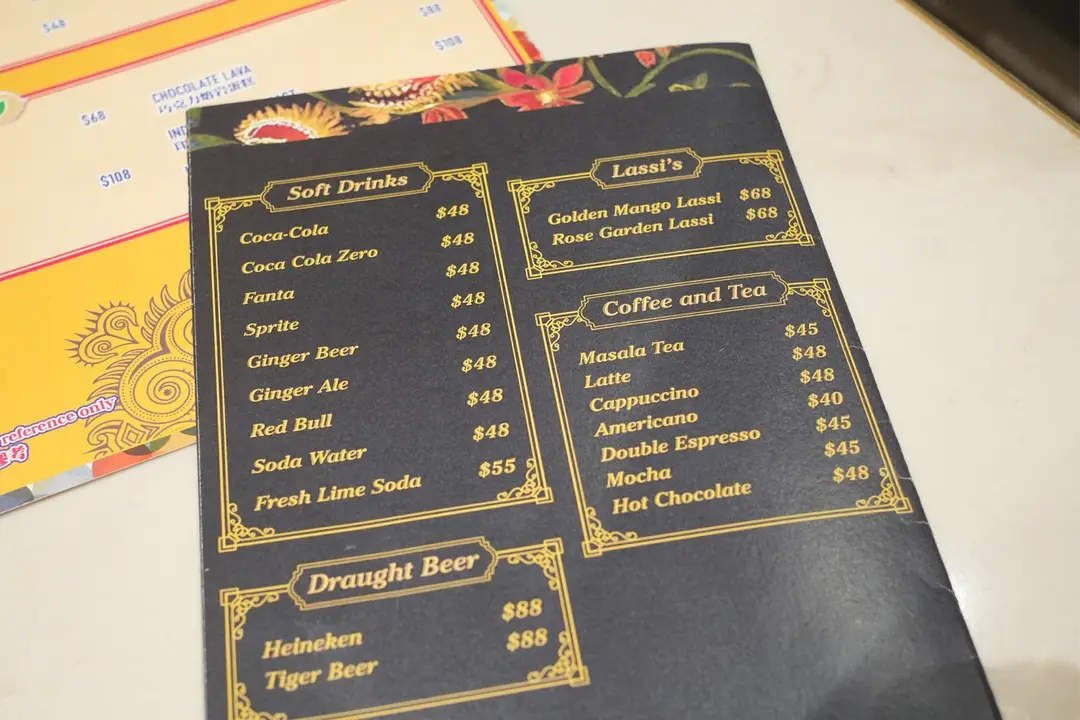 $48
$88
$108
CHOCOLATE LAVA
$68
$108
reference only
Soft Drinks
Coca-Cola $48
Coca Cola Zero $48
Fanta $48
Sprite $48
Ginger Beer $48
Ginger Ale $48
Red Bull $48
Soda Water $48
Fresh Lime Soda $55
Draught Beer
Heineken $88
Tiger Beer $88
Lassi's
Golden Mango Lassi $68
Rose Garden Lassi $68
Coffee and Tea
Masala Tea $45
Latte $48
Cappuccino $48
Americano $40
Double Espresso $45
Mocha $45
Hot Chocolate $48